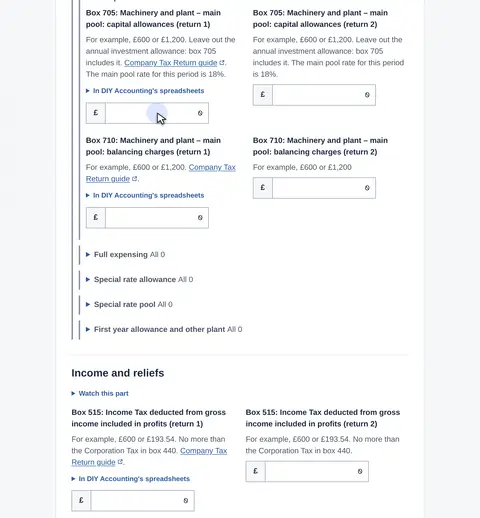 Box 705: Machinery and plant – main
pool: capital allowances (return 1)
For example, £600 or £1,200. Leave out the
annual investment allowance: box 705
includes it. Company Tax Return guide.
The main pool rate for this period is 18%.
In DIY Accounting's spreadsheets
£ 0
Box 705: Machinery and plant – main
pool: capital allowances (return 2)
For example, £600 or £1,200. Leave out the
annual investment allowance: box 705
includes it. The main pool rate for this period
is 18%.
£ 0
Box 710: Machinery and plant – main
pool: balancing charges (return 1)
For example, £600 or £1,200. Company Tax
Return guide.
In DIY Accounting's spreadsheets
£ 0
Box 710: Machinery and plant – main
pool: balancing charges (return 2)
For example, £600 or £1,200
£ 0
Full expensing All 0
Special rate allowance All 0
Special rate pool All 0
First year allowance and other plant All 0
Income and reliefs
Watch this part
Box 515: Income Tax deducted from gross
income included in profits (return 1)
For example, £600 or £193.54. No more than
the Corporation Tax in box 440. Company Tax
Return guide.
In DIY Accounting's spreadsheets
£ 0
Box 515: Income Tax deducted from gross
income included in profits (return 2)
For example, £600 or £193.54. No more than
the Corporation Tax in box 440.
£ 0